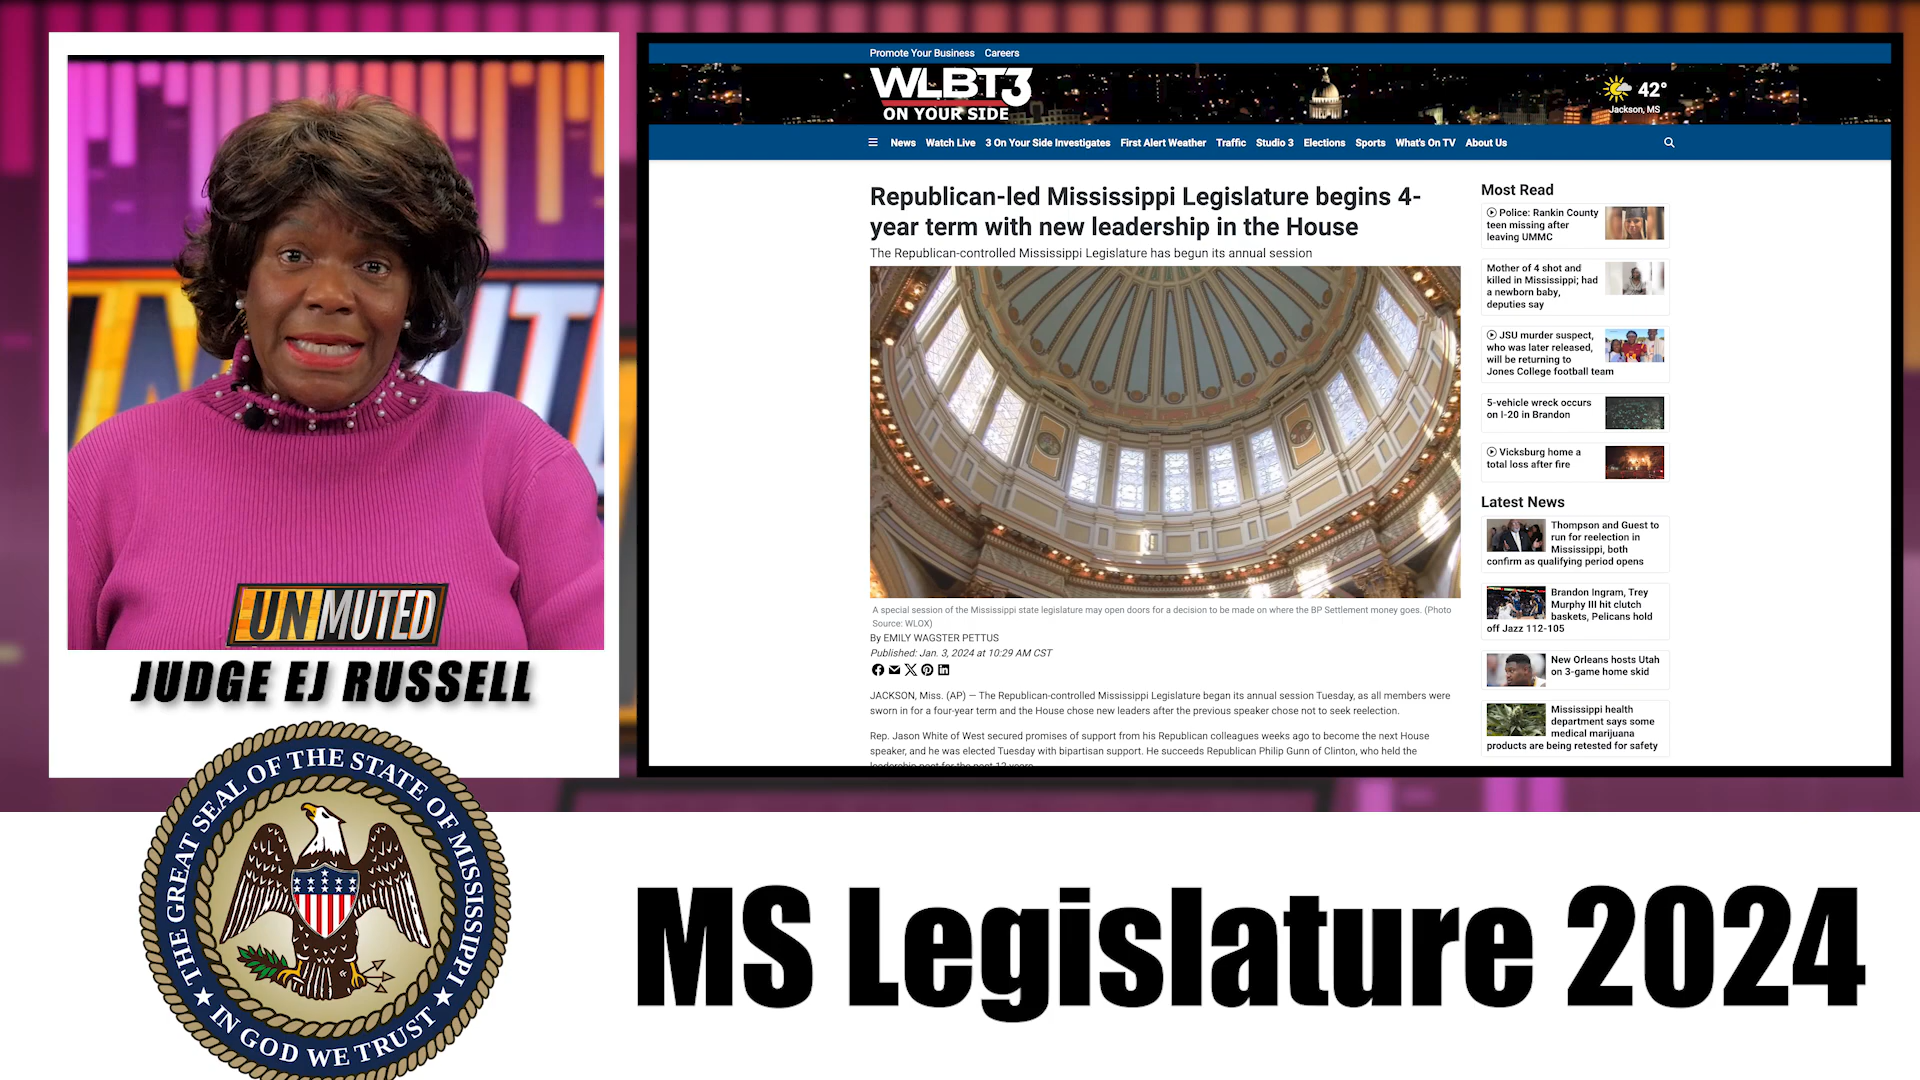 UNMUTED
JUDGE EJ RUSSELL
THE GREAT SEAL OF THE STATE OF MISSISSIPPI
★ IN GOD WE TRUST ★
Promote Your Business Careers
WLBT3
ON YOUR SIDE
42°
Jackson, MS
News Watch Live 3 On Your Side Investigates First Alert Weather Traffic Studio 3 Elections Sports What's On TV About Us
Republican-led Mississippi Legislature begins 4-
year term with new leadership in the House
The Republican-controlled Mississippi Legislature has begun its annual session
A special session of the Mississippi state legislature may open doors for a decision to be made on where the BP Settlement money goes. (Photo
Source: WLOX)
By EMILY WAGSTER PETTUS
Published: Jan. 3, 2024 at 10:29 AM CST
JACKSON, Miss. (AP) — The Republican-controlled Mississippi Legislature began its annual session Tuesday, as all members were
sworn in for a four-year term and the House chose new leaders after the previous speaker chose not to seek reelection.
Rep. Jason White of West secured promises of support from his Republican colleagues weeks ago to become the next House
speaker, and he was elected Tuesday with bipartisan support. He succeeds Republican Philip Gunn of Clinton, who held the
leadership post for the past 12 years.
Most Read
Police: Rankin County
teen missing after
leaving UMMC
Mother of 4 shot and
killed in Mississippi; had
a newborn baby,
deputies say
JSU murder suspect,
who was later released,
will be returning to
Jones College football team
5-vehicle wreck occurs
on I-20 in Brandon
Vicksburg home a
total loss after fire
Latest News
Thompson and Guest to
run for reelection in
Mississippi, both
confirm as qualifying period opens
Brandon Ingram, Trey
Murphy III hit clutch
baskets, Pelicans hold
off Jazz 112-105
New Orleans hosts Utah
on 3-game home skid
Mississippi health
department says some
medical marijuana
products are being retested for safety
MS Legislature 2024